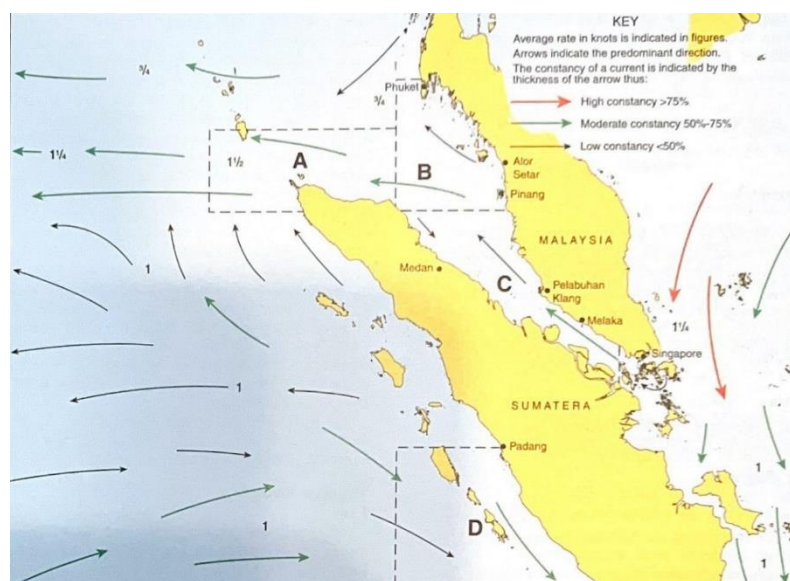 KEY
Average rate in knots is indicated in figures.
Arrows indicate the predominant direction.
The constancy of a current is indicated by the
thickness of the arrow thus:
High constancy >75%
Moderate constancy 50%-75%
Low constancy <50%
¾
Phuket
¾
1¼
1½
A
B
Alor
Setar
Pinang
MALAYSIA
1
Medan
C
Pelabuhan
Klang
Melaka
1¼
Singapore
1
SUMATERA
Padang
1
1
D
1